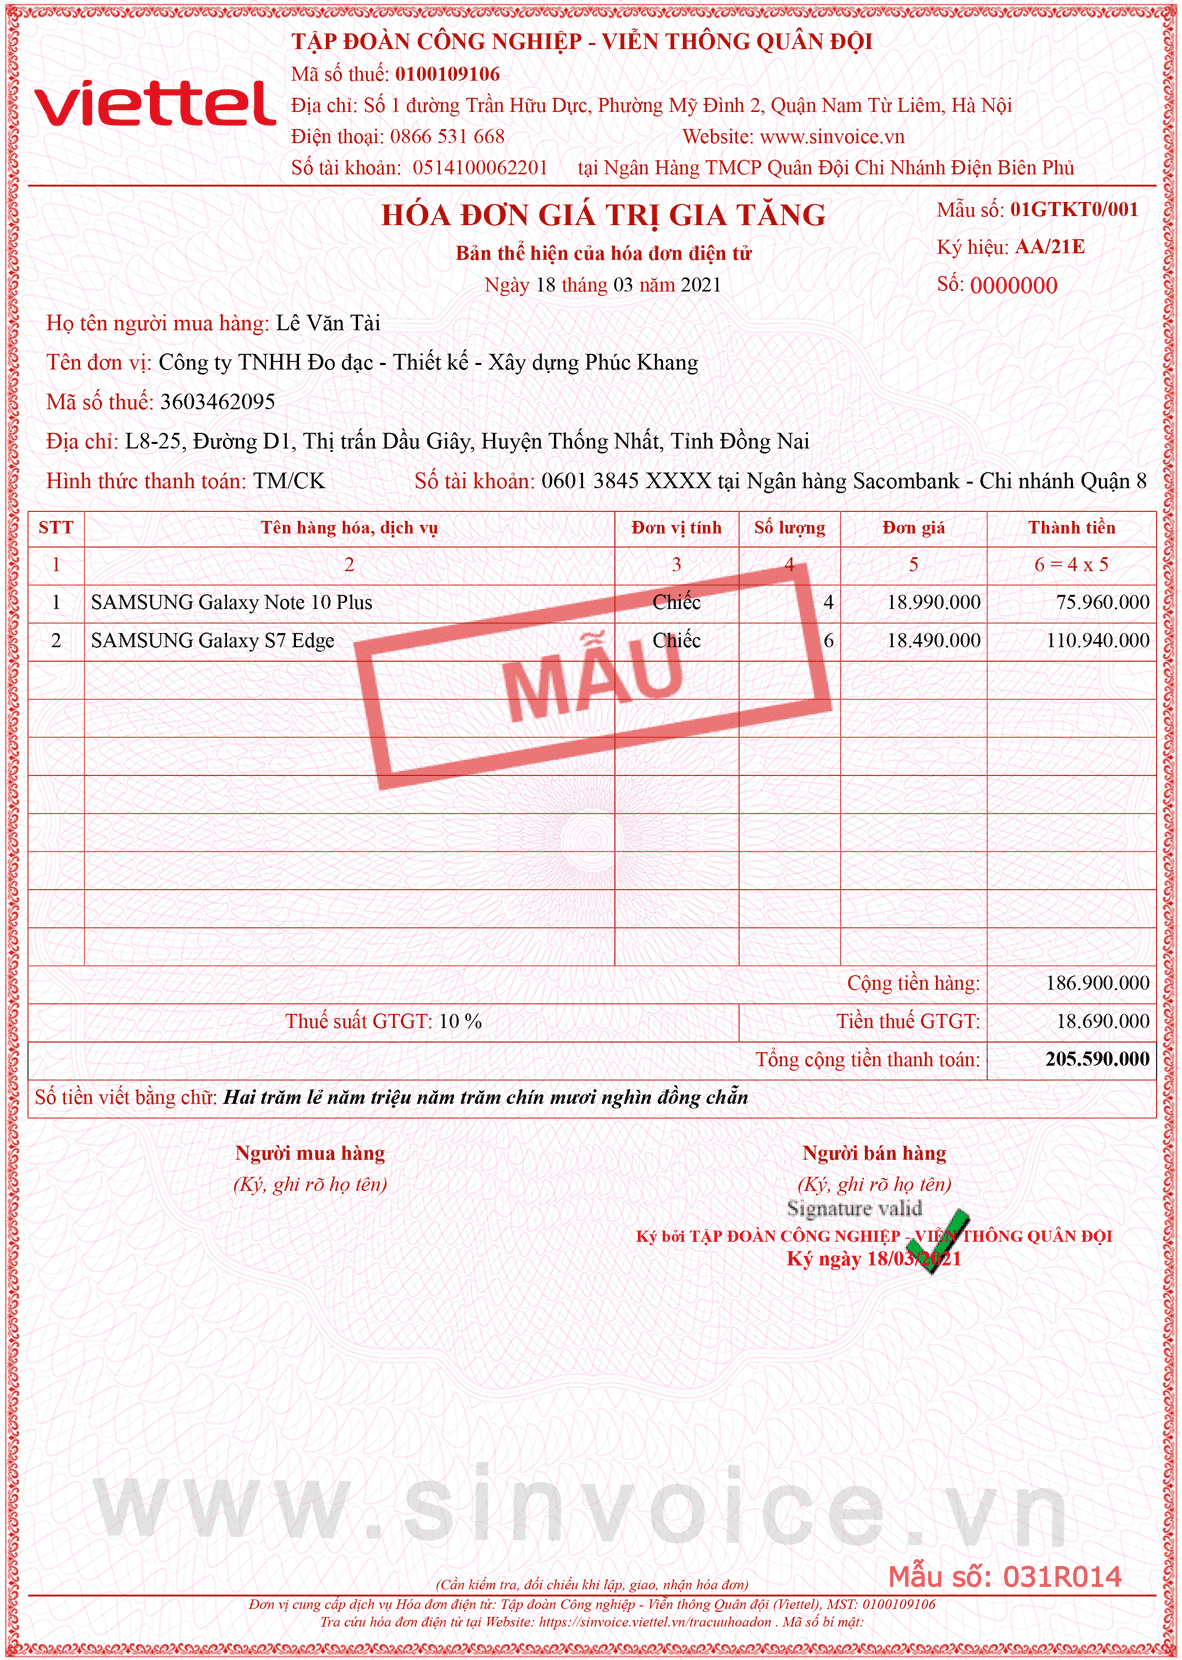 viettel
TẬP ĐOÀN CÔNG NGHIỆP - VIỄN THÔNG QUÂN ĐỘI
Mã số thuế: 0100109106
Địa chỉ: Số 1 đường Trần Hữu Dực, Phường Mỹ Đình 2, Quận Nam Từ Liêm, Hà Nội
Điện thoại: 0866 531 668 Website: www.sinvoice.vn
Số tài khoản: 0514100062201 tại Ngân Hàng TMCP Quân Đội Chi Nhánh Điện Biên Phủ
HÓA ĐƠN GIÁ TRỊ GIA TĂNG
Bản thể hiện của hóa đơn điện tử
Ngày 18 tháng 03 năm 2021
Mẫu số: 01GTKT0/001
Ký hiệu: AA/21E
Số: 0000000
Họ tên người mua hàng: Lê Văn Tài
Tên đơn vị: Công ty TNHH Đo đạc - Thiết kế - Xây dựng Phúc Khang
Mã số thuế: 3603462095
Địa chỉ: L8-25, Đường D1, Thị trấn Dầu Giây, Huyện Thống Nhất, Tỉnh Đồng Nai
Hình thức thanh toán: TM/CK Số tài khoản: 0601 3845 XXXX tại Ngân hàng Sacombank - Chi nhánh Quận 8
STT Tên hàng hóa, dịch vụ Đơn vị tính Số lượng Đơn giá Thành tiền
1 2 3 4 5 6 = 4 x 5
1 SAMSUNG Galaxy Note 10 Plus Chiếc 4 18.990.000 75.960.000
2 SAMSUNG Galaxy S7 Edge Chiếc 6 18.490.000 110.940.000
MẪU
Cộng tiền hàng: 186.900.000
Thuế suất GTGT: 10 % Tiền thuế GTGT: 18.690.000
Tổng cộng tiền thanh toán: 205.590.000
Số tiền viết bằng chữ: Hai trăm lẻ năm triệu năm trăm chín mươi nghìn đồng chẵn
Người mua hàng Người bán hàng
(Ký, ghi rõ họ tên) (Ký, ghi rõ họ tên)
Signature valid
Ký bởi TẬP ĐOÀN CÔNG NGHIỆP - VIỄN THÔNG QUÂN ĐỘI
Ký ngày 18/03/2021
www.sinvoice.vn
Mẫu số: 031R014
(Cần kiểm tra, đối chiếu khi lập, giao, nhận hóa đơn)
Đơn vị cung cấp dịch vụ Hóa đơn điện tử: Tập đoàn Công nghiệp - Viễn thông Quân đội (Viettel), MST: 0100109106
Tra cứu hóa đơn điện tử tại Website: https://sinvoice.viettel.vn/tracuuhoadon . Mã số bí mật: